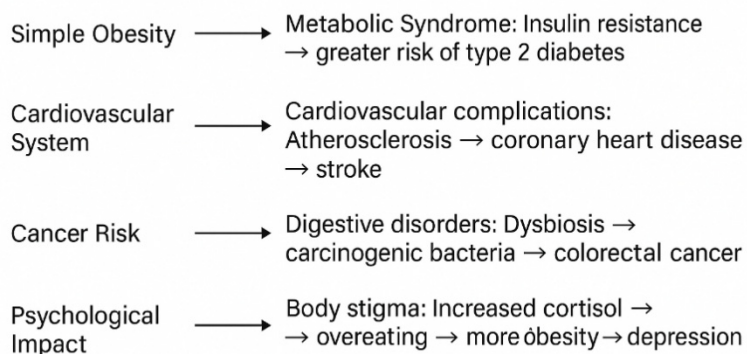 Simple Obesity → Metabolic Syndrome: Insulin resistance
→ greater risk of type 2 diabetes
Cardiovascular System → Cardiovascular complications:
Atherosclerosis → coronary heart disease
→ stroke
Cancer Risk → Digestive disorders: Dysbiosis →
carcinogenic bacteria → colorectal cancer
Psychological Impact → Body stigma: Increased cortisol →
→ overeating → more obesity → depression